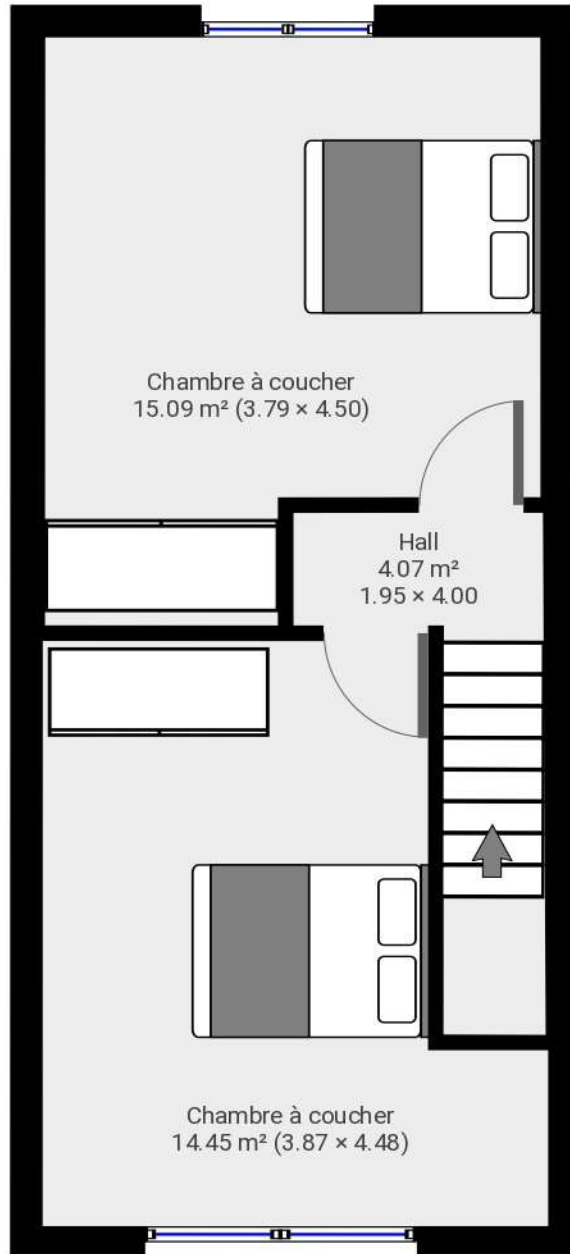 Chambre à coucher
15.09 m² (3.79 × 4.50)
Hall
4.07 m²
1.95 × 4.00
Chambre à coucher
14.45 m² (3.87 × 4.48)